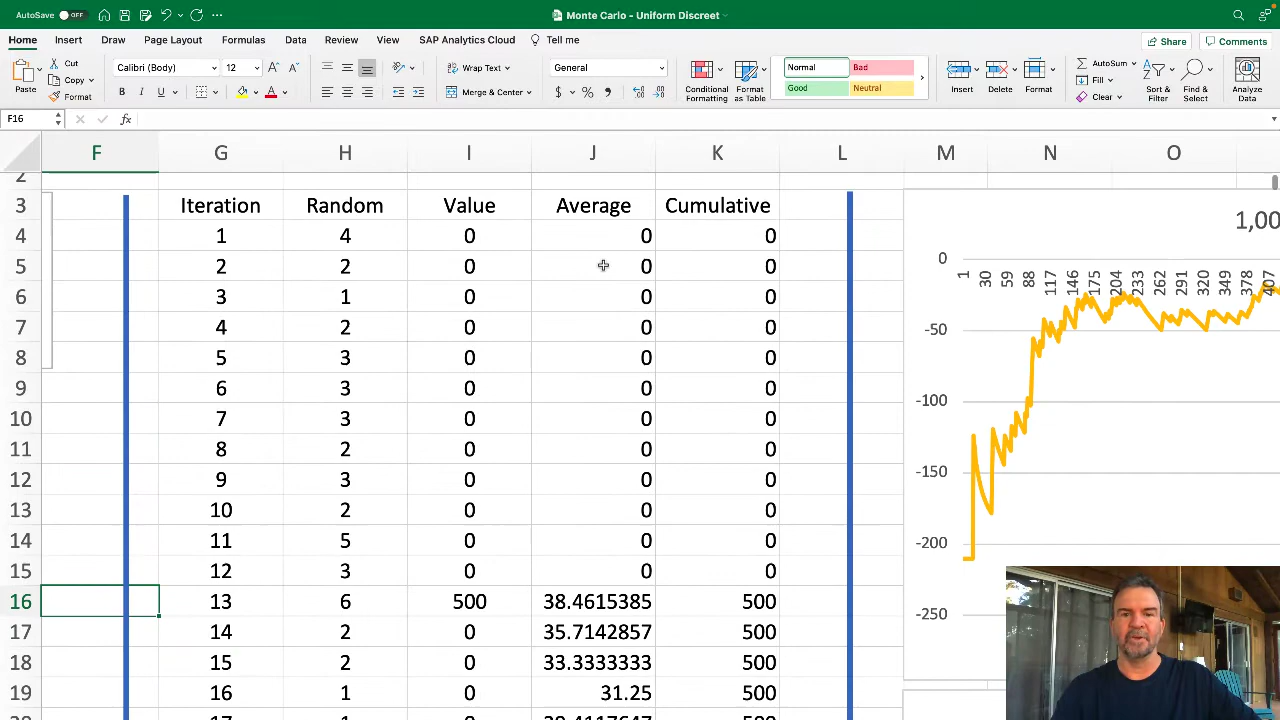 AutoSave OFF Monte Carlo - Uniform Discreet
Home Insert Draw Page Layout Formulas Data Review View SAP Analytics Cloud Tell me Share Comments
Paste Cut Copy Format Calibri (Body) 12 A A Wrap Text General Normal Bad Conditional Formatting Format as Table Insert Delete Format AutoSum Fill Clear Sort & Filter Find & Select Analyze Data
B I U A Merge & Center $ % Good Neutral
F16 fx
F G H I J K L M N O
2
3 Iteration Random Value Average Cumulative 1,00
4 1 4 0 0 0
5 2 2 0 0 0
6 3 1 0 0 0
7 4 2 0 0 0
8 5 3 0 0 0
9 6 3 0 0 0
10 7 3 0 0 0
11 8 2 0 0 0
12 9 3 0 0 0
13 10 2 0 0 0
14 11 5 0 0 0
15 12 3 0 0 0
16 13 6 500 38.4615385 500
17 14 2 0 35.7142857 500
18 15 2 0 33.3333333 500
19 16 1 0 31.25 500
0
1 30 59 88 117 146 175 204 233 262 291 320 349 378 407
-50
-100
-150
-200
-250